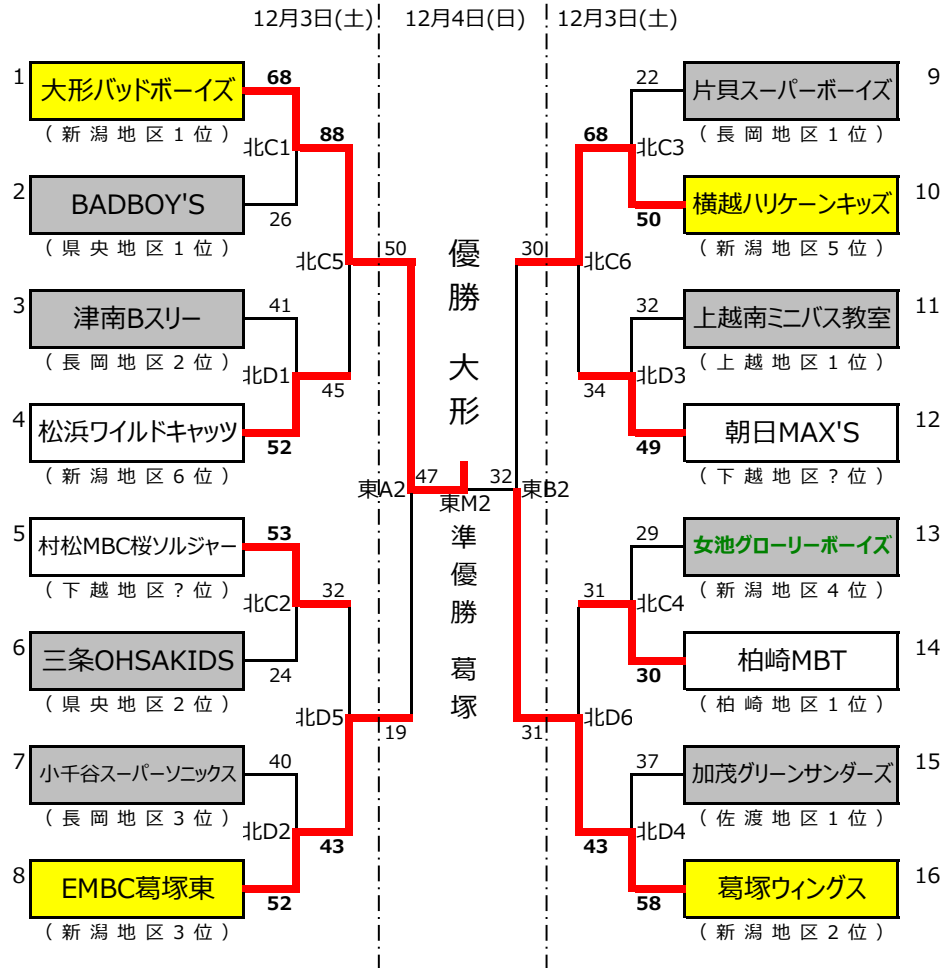 12月3日(土)
12月4日(日)
12月3日(土)
1
大形バッドボーイズ
(新潟地区1位)
68
北C1
88
2
BADBOY'S
(県央地区1位)
26
北C5
50
3
津南Bスリー
(長岡地区2位)
41
北D1
45
4
松浜ワイルドキャッツ
(新潟地区6位)
52
東A2
47
5
村松MBC桜ソルジャー
(下越地区?位)
53
北C2
32
6
三条OHSAKIDS
(県央地区2位)
24
北D5
19
7
小千谷スーパーソニックス
(長岡地区3位)
40
北D2
43
8
EMBC葛塚東
(新潟地区3位)
52
優勝 大形
東M2
準優勝 葛塚
22
片貝スーパーボーイズ
9
(長岡地区1位)
68
北C3
50
横越ハリケーンキッズ
10
(新潟地区5位)
30
北C6
32
上越南ミニバス教室
11
(上越地区1位)
34
北D3
49
朝日MAX'S
12
(下越地区?位)
32
東B2
29
女池グローリーボーイズ
13
(新潟地区4位)
31
北C4
30
柏崎MBT
14
(柏崎地区1位)
31
北D6
37
加茂グリーンサンダーズ
15
(佐渡地区1位)
43
北D4
58
葛塚ウィングス
16
(新潟地区2位)